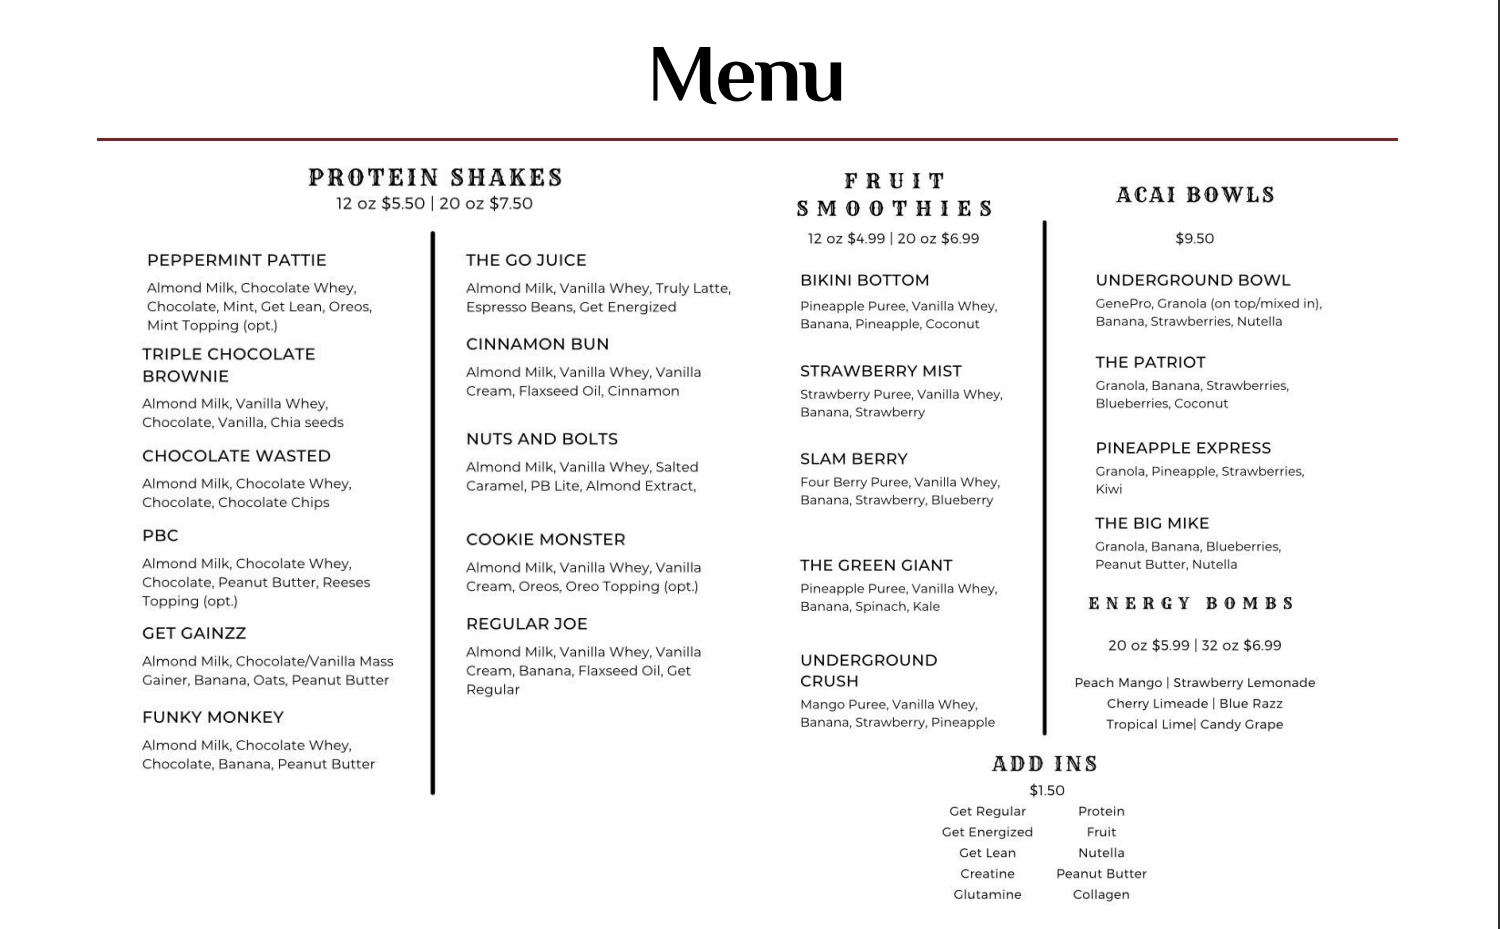 Menu
PROTEIN SHAKES
12 oz $5.50 | 20 oz $7.50
PEPPERMINT PATTIE
Almond Milk, Chocolate Whey,
Chocolate, Mint, Get Lean, Oreos,
Mint Topping (opt.)
TRIPLE CHOCOLATE
BROWNIE
Almond Milk, Vanilla Whey,
Chocolate, Vanilla, Chia seeds
CHOCOLATE WASTED
Almond Milk, Chocolate Whey,
Chocolate, Chocolate Chips
PBC
Almond Milk, Chocolate Whey,
Chocolate, Peanut Butter, Reeses
Topping (opt.)
GET GAINZZ
Almond Milk, Chocolate/Vanilla Mass
Gainer, Banana, Oats, Peanut Butter
FUNKY MONKEY
Almond Milk, Chocolate Whey,
Chocolate, Banana, Peanut Butter
THE GO JUICE
Almond Milk, Vanilla Whey, Truly Latte,
Espresso Beans, Get Energized
CINNAMON BUN
Almond Milk, Vanilla Whey, Vanilla
Cream, Flaxseed Oil, Cinnamon
NUTS AND BOLTS
Almond Milk, Vanilla Whey, Salted
Caramel, PB Lite, Almond Extract,
COOKIE MONSTER
Almond Milk, Vanilla Whey, Vanilla
Cream, Oreos, Oreo Topping (opt.)
REGULAR JOE
Almond Milk, Vanilla Whey, Vanilla
Cream, Banana, Flaxseed Oil, Get
Regular
FRUIT
SMOOTHIES
12 oz $4.99 | 20 oz $6.99
BIKINI BOTTOM
Pineapple Puree, Vanilla Whey,
Banana, Pineapple, Coconut
STRAWBERRY MIST
Strawberry Puree, Vanilla Whey,
Banana, Strawberry
SLAM BERRY
Four Berry Puree, Vanilla Whey,
Banana, Strawberry, Blueberry
THE GREEN GIANT
Pineapple Puree, Vanilla Whey,
Banana, Spinach, Kale
UNDERGROUND
CRUSH
Mango Puree, Vanilla Whey,
Banana, Strawberry, Pineapple
ACAI BOWLS
$9.50
UNDERGROUND BOWL
GenePro, Granola (on top/mixed in),
Banana, Strawberries, Nutella
THE PATRIOT
Granola, Banana, Strawberries,
Blueberries, Coconut
PINEAPPLE EXPRESS
Granola, Pineapple, Strawberries,
Kiwi
THE BIG MIKE
Granola, Banana, Blueberries,
Peanut Butter, Nutella
ENERGY BOMBS
20 oz $5.99 | 32 oz $6.99
Peach Mango | Strawberry Lemonade
Cherry Limeade | Blue Razz
Tropical Lime| Candy Grape
ADD INS
$1.50
Get Regular Protein
Get Energized Fruit
Get Lean Nutella
Creatine Peanut Butter
Glutamine Collagen